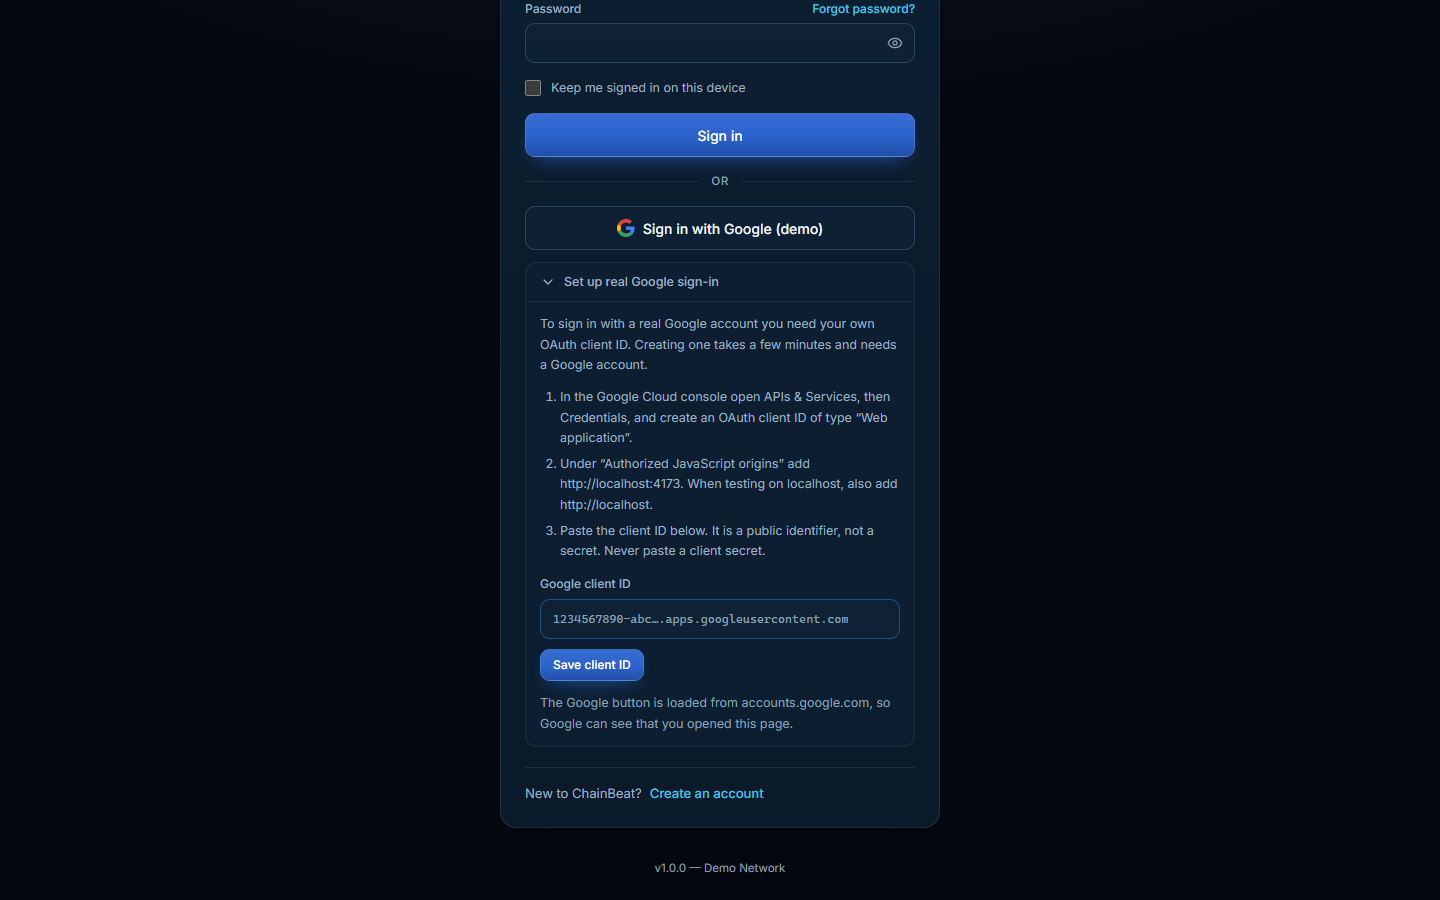 Password
Forgot password?
Keep me signed in on this device
Sign in
OR
Sign in with Google (demo)
Set up real Google sign-in
To sign in with a real Google account you need your own
OAuth client ID. Creating one takes a few minutes and needs
a Google account.
1. In the Google Cloud console open APIs & Services, then
Credentials, and create an OAuth client ID of type “Web
application”.
2. Under “Authorized JavaScript origins” add
http://localhost:4173. When testing on localhost, also add
http://localhost.
3. Paste the client ID below. It is a public identifier, not a
secret. Never paste a client secret.
Google client ID
1234567890-abc….apps.googleusercontent.com
Save client ID
The Google button is loaded from accounts.google.com, so
Google can see that you opened this page.
New to ChainBeat? Create an account
v1.0.0 — Demo Network